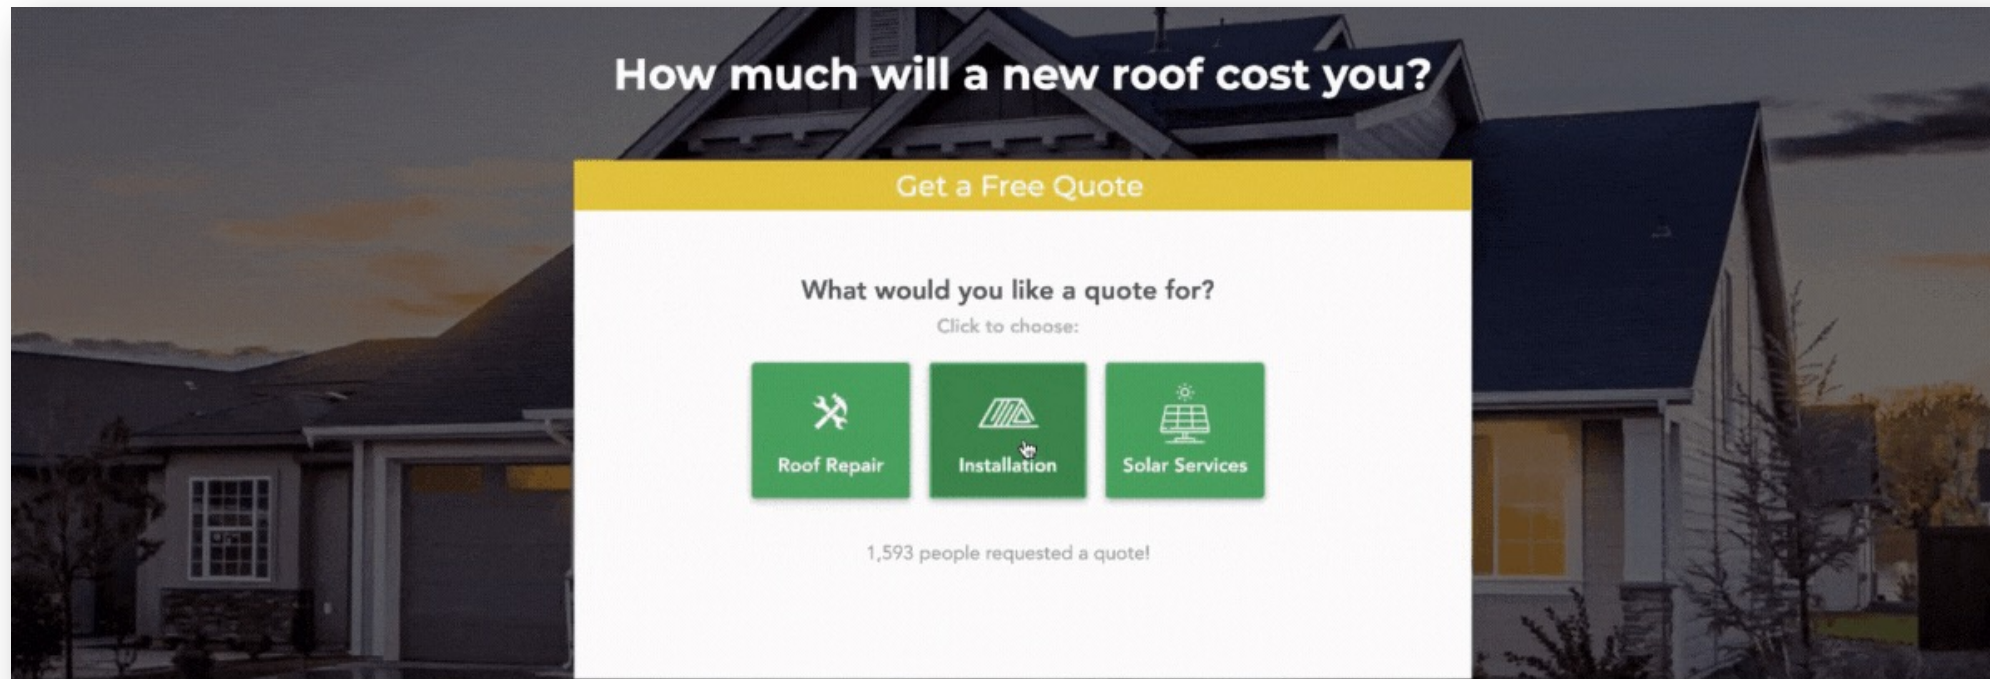 How much will a new roof cost you?
Get a Free Quote
What would you like a quote for?
Click to choose:
Roof Repair
Installation
Solar Services
1,593 people requested a quote!